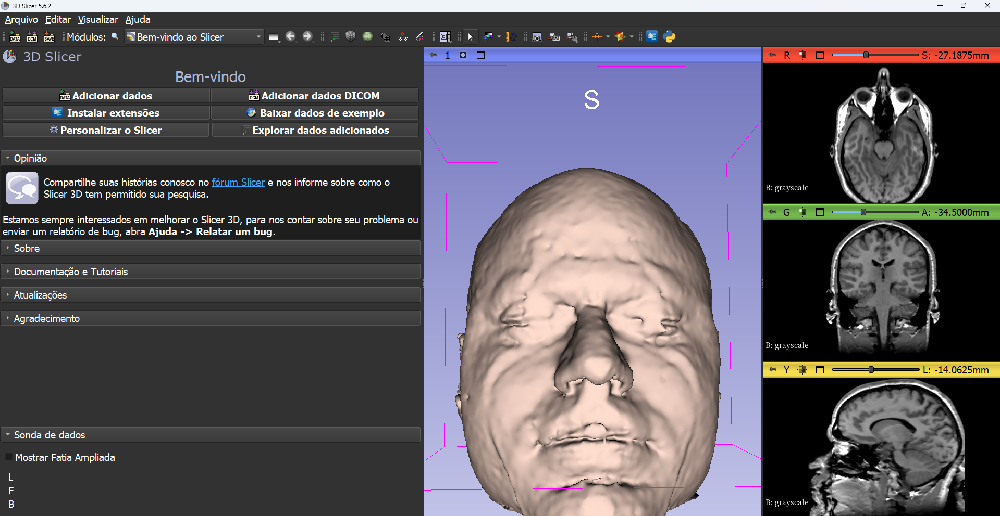 3D Slicer 5.6.2
Arquivo Editar Visualizar Ajuda
DATA DCM SAVE Módulos: Bem-vindo ao Slicer
3D Slicer
Bem-vindo
DATA Adicionar dados
DCM Adicionar dados DICOM
Instalar extensões
Baixar dados de exemplo
Personalizar o Slicer
Explorar dados adicionados
Opinião
Compartilhe suas histórias conosco no fórum Slicer e nos informe sobre como o
Slicer 3D tem permitido sua pesquisa.
Estamos sempre interessados em melhorar o Slicer 3D, para nos contar sobre seu problema ou
enviar um relatório de bug, abra Ajuda -> Relatar um bug.
Sobre
Documentação e Tutoriais
Atualizações
Agradecimento
Sonda de dados
Mostrar Fatia Ampliada
L
F
B
1
S
R S: -27.1875mm
B: grayscale
G A: -34.5000mm
B: grayscale
Y L: -14.0625mm
B: grayscale